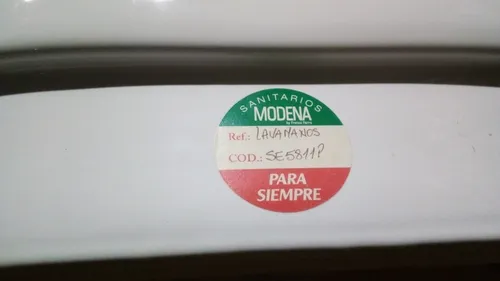 SANITARIOS
MODENA
Ref.: LAVAMANOS
COD.: SE5811P
PARA
SIEMPRE